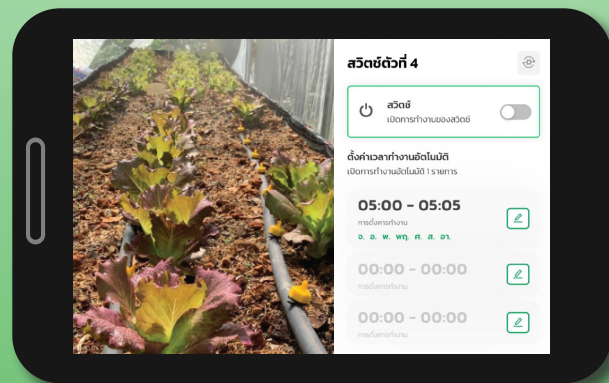 สวิตช์ตัวที่ 4
สวิตช์
เปิดการทำงานของสวิตช์
ตั้งค่าเวลาทำงานอัตโนมัติ
เปิดการทำงานอัตโนมัติ 1 รายการ
05:00 - 05:05
การตั้งการทำงาน
จ. อ. พ. พฤ. ศ. ส. อา.
00:00 - 00:00
การตั้งการทำงาน
00:00 - 00:00
การตั้งการทำงาน